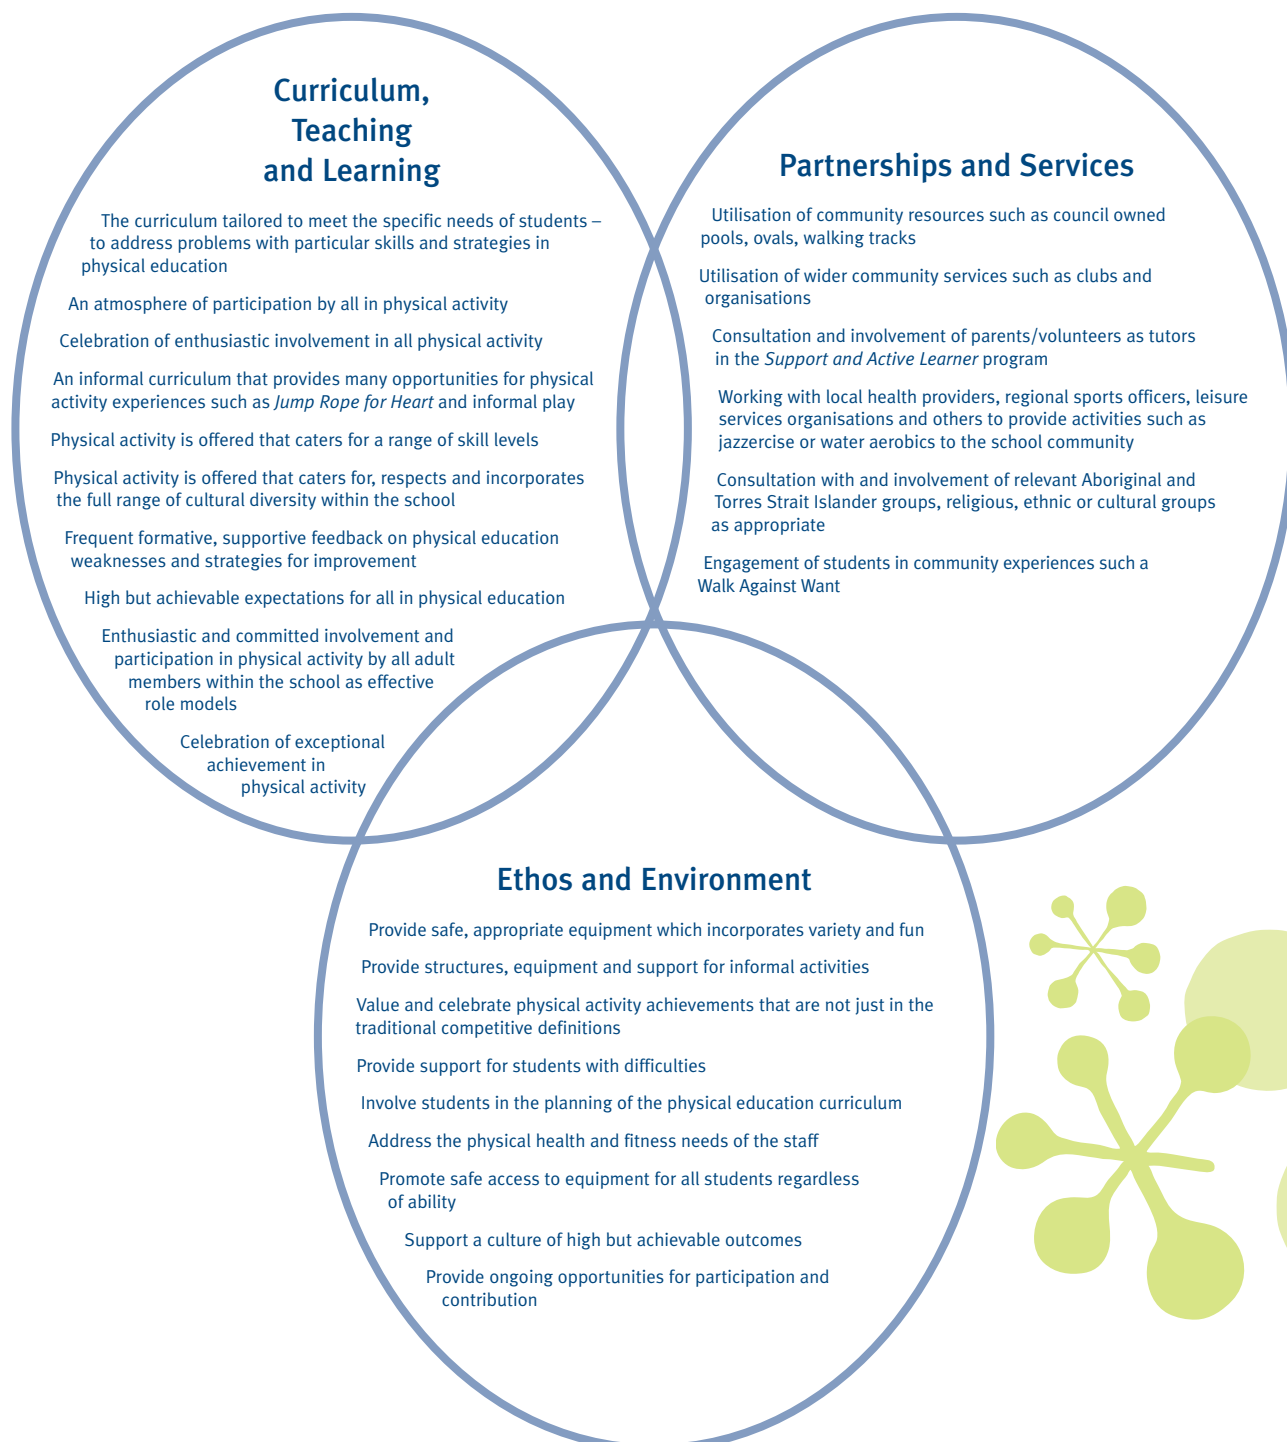 Curriculum,
Teaching
and Learning
The curriculum tailored to meet the specific needs of students –
to address problems with particular skills and strategies in
physical education
An atmosphere of participation by all in physical activity
Celebration of enthusiastic involvement in all physical activity
An informal curriculum that provides many opportunities for physical
activity experiences such as Jump Rope for Heart and informal play
Physical activity is offered that caters for a range of skill levels
Physical activity is offered that caters for, respects and incorporates
the full range of cultural diversity within the school
Frequent formative, supportive feedback on physical education
weaknesses and strategies for improvement
High but achievable expectations for all in physical education
Enthusiastic and committed involvement and
participation in physical activity by all adult
members within the school as effective
role models
Celebration of exceptional
achievement in
physical activity
Partnerships and Services
Utilisation of community resources such as council owned
pools, ovals, walking tracks
Utilisation of wider community services such as clubs and
organisations
Consultation and involvement of parents/volunteers as tutors
in the Support and Active Learner program
Working with local health providers, regional sports officers, leisure
services organisations and others to provide activities such as
jazzercise or water aerobics to the school community
Consultation with and involvement of relevant Aboriginal and
Torres Strait Islander groups, religious, ethnic or cultural groups
as appropriate
Engagement of students in community experiences such a
Walk Against Want
Ethos and Environment
Provide safe, appropriate equipment which incorporates variety and fun
Provide structures, equipment and support for informal activities
Value and celebrate physical activity achievements that are not just in the
traditional competitive definitions
Provide support for students with difficulties
Involve students in the planning of the physical education curriculum
Address the physical health and fitness needs of the staff
Promote safe access to equipment for all students regardless
of ability
Support a culture of high but achievable outcomes
Provide ongoing opportunities for participation and
contribution